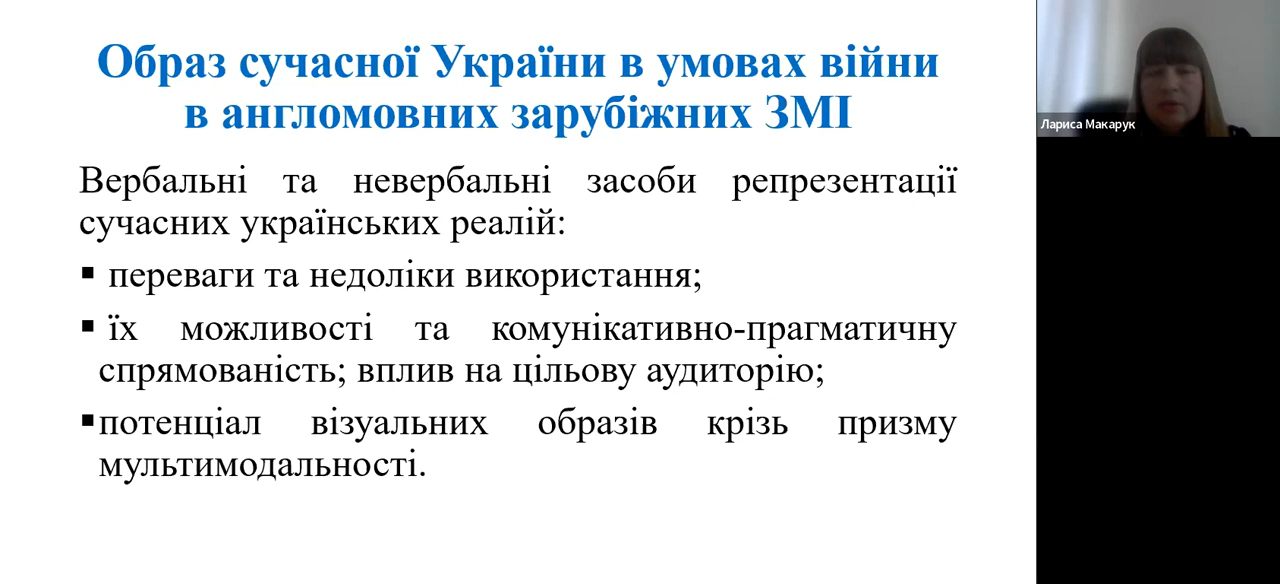 Образ сучасної України в умовах війни
в англомовних зарубіжних ЗМІ
Вербальні та невербальні засоби репрезентації
сучасних українських реалій:
▪ переваги та недоліки використання;
▪ їх можливості та комунікативно-прагматичну
спрямованість; вплив на цільову аудиторію;
▪потенціал візуальних образів крізь призму
мультимодальності.
Лариса Макарук